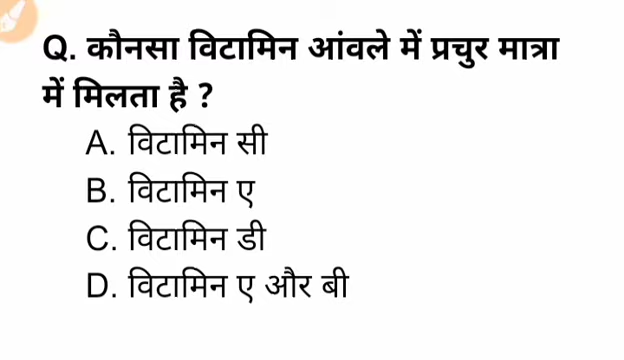 Q. कौनसा विटामिन आंवले में प्रचुर मात्रा
में मिलता है ?
A. विटामिन सी
B. विटामिन ए
C. विटामिन डी
D. विटामिन ए और बी